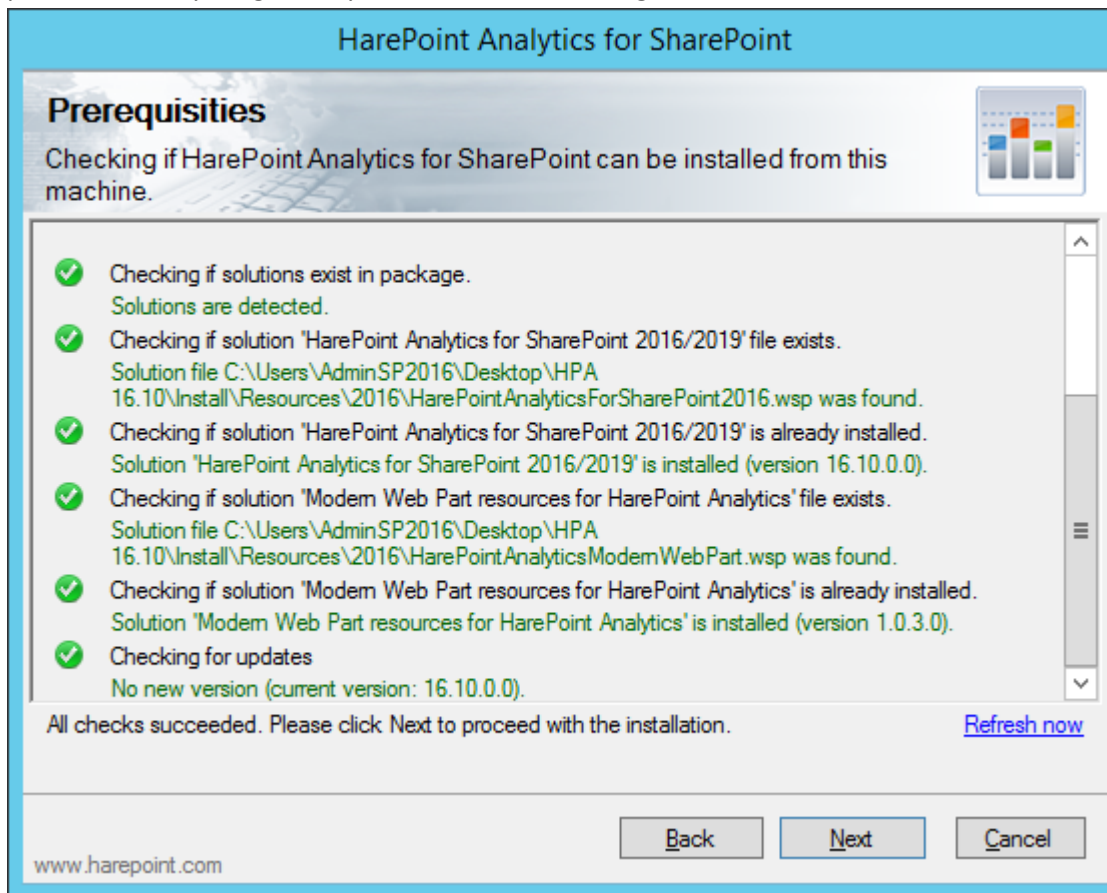 HarePoint Analytics for SharePoint
Prerequisities
Checking if HarePoint Analytics for SharePoint can be installed from this
machine.
Checking if solutions exist in package.
Solutions are detected.
Checking if solution 'HarePoint Analytics for SharePoint 2016/2019' file exists.
Solution file C:\Users\AdminSP2016\Desktop\HPA
16.10\Install\Resources\2016\HarePointAnalyticsForSharePoint2016.wsp was found.
Checking if solution 'HarePoint Analytics for SharePoint 2016/2019' is already installed.
Solution 'HarePoint Analytics for SharePoint 2016/2019' is installed (version 16.10.0.0).
Checking if solution 'Modern Web Part resources for HarePoint Analytics' file exists.
Solution file C:\Users\AdminSP2016\Desktop\HPA
16.10\Install\Resources\2016\HarePointAnalyticsModernWebPart.wsp was found.
Checking if solution 'Modern Web Part resources for HarePoint Analytics' is already installed.
Solution 'Modern Web Part resources for HarePoint Analytics' is installed (version 1.0.3.0).
Checking for updates
No new version (current version: 16.10.0.0).
All checks succeeded. Please click Next to proceed with the installation. Refresh now
Back Next Cancel
www.harepoint.com